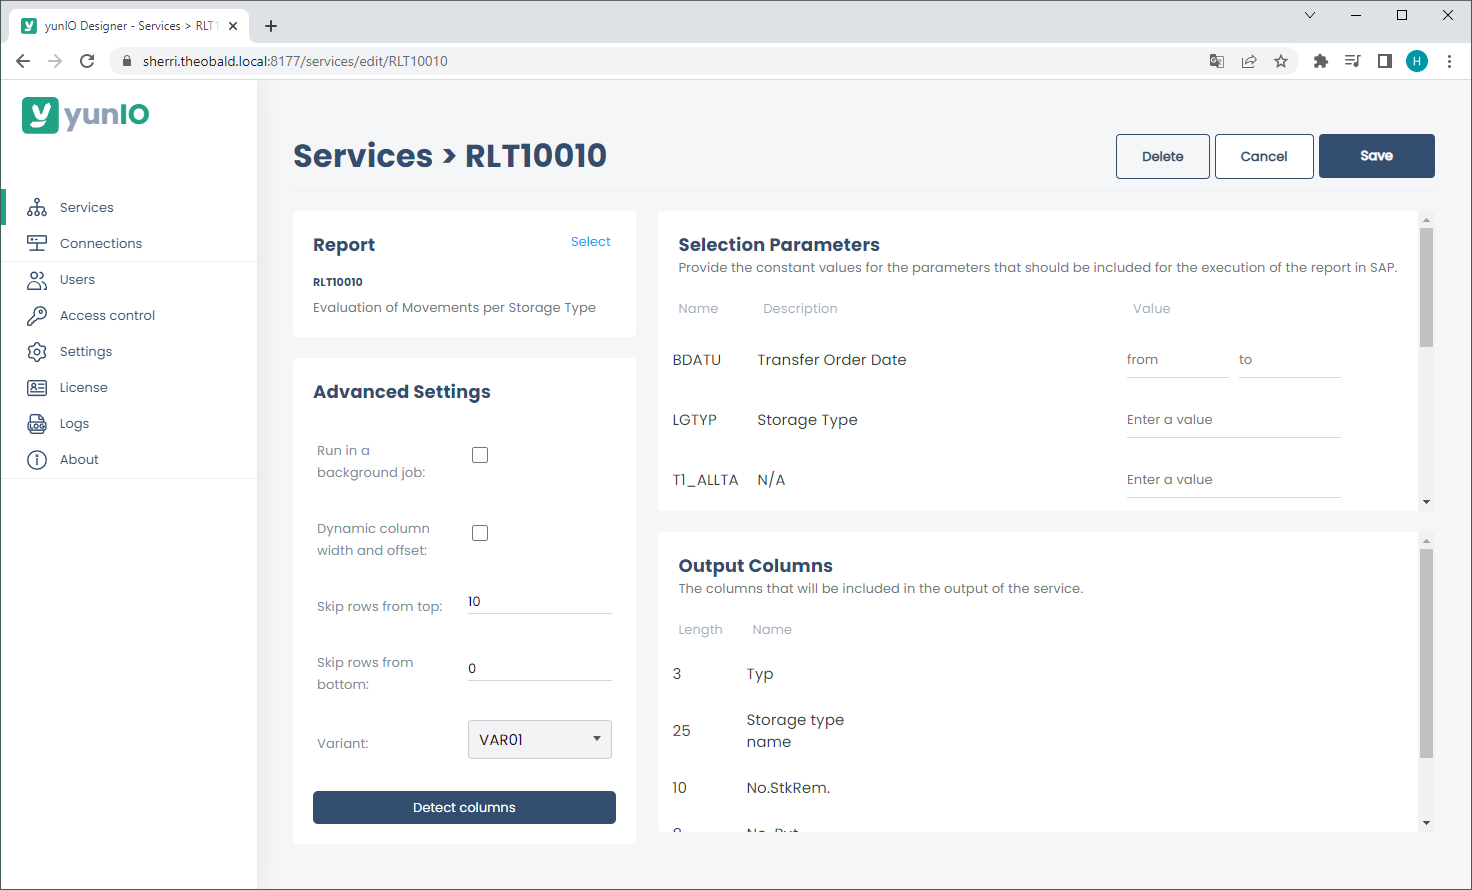 yunIO Designer - Services > RLT1
sherri.theobald.local:8177/services/edit/RLT10010
H
yunIO
Services
Connections
Users
Access control
Settings
License
Logs
About
Services > RLT10010
Delete
Cancel
Save
Report
Select
RLT10010
Evaluation of Movements per Storage Type
Advanced Settings
Run in a
background job:
Dynamic column
width and offset:
Skip rows from top:
10
Skip rows from
bottom:
0
Variant:
VAR01
Detect columns
Selection Parameters
Provide the constant values for the parameters that should be included for the execution of the report in SAP.
Name Description Value
BDATU Transfer Order Date from to
LGTYP Storage Type Enter a value
T1_ALLTA N/A Enter a value
Output Columns
The columns that will be included in the output of the service.
Length Name
3 Typ
25 Storage type
name
10 No.StkRem.